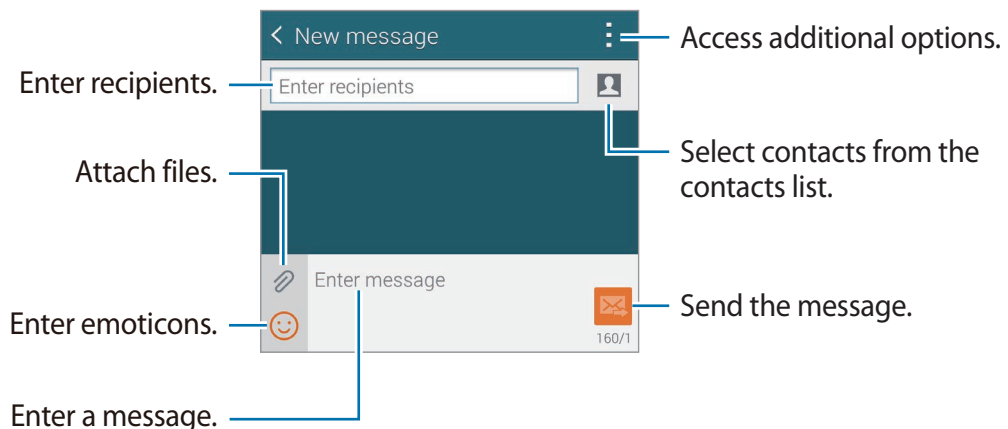 New message
Access additional options.
Enter recipients.
Enter recipients
Select contacts from the
contacts list.
Attach files.
Enter message
Send the message.
Enter emoticons.
160/1
Enter a message.